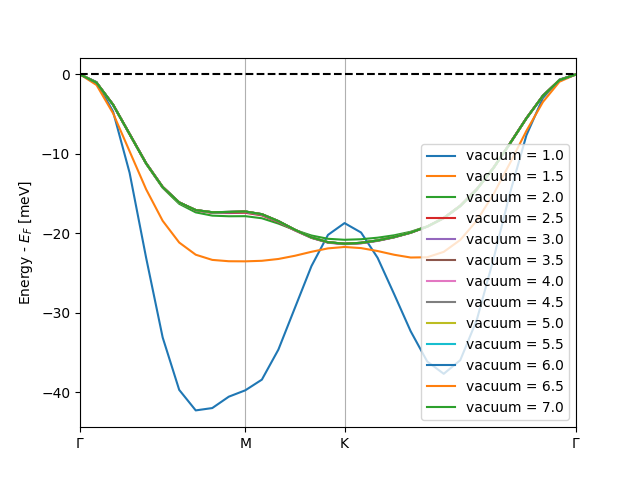 0
−10
−20
−30
−40
Energy - E_F [meV]
Γ
M
K
Γ
vacuum = 1.0
vacuum = 1.5
vacuum = 2.0
vacuum = 2.5
vacuum = 3.0
vacuum = 3.5
vacuum = 4.0
vacuum = 4.5
vacuum = 5.0
vacuum = 5.5
vacuum = 6.0
vacuum = 6.5
vacuum = 7.0